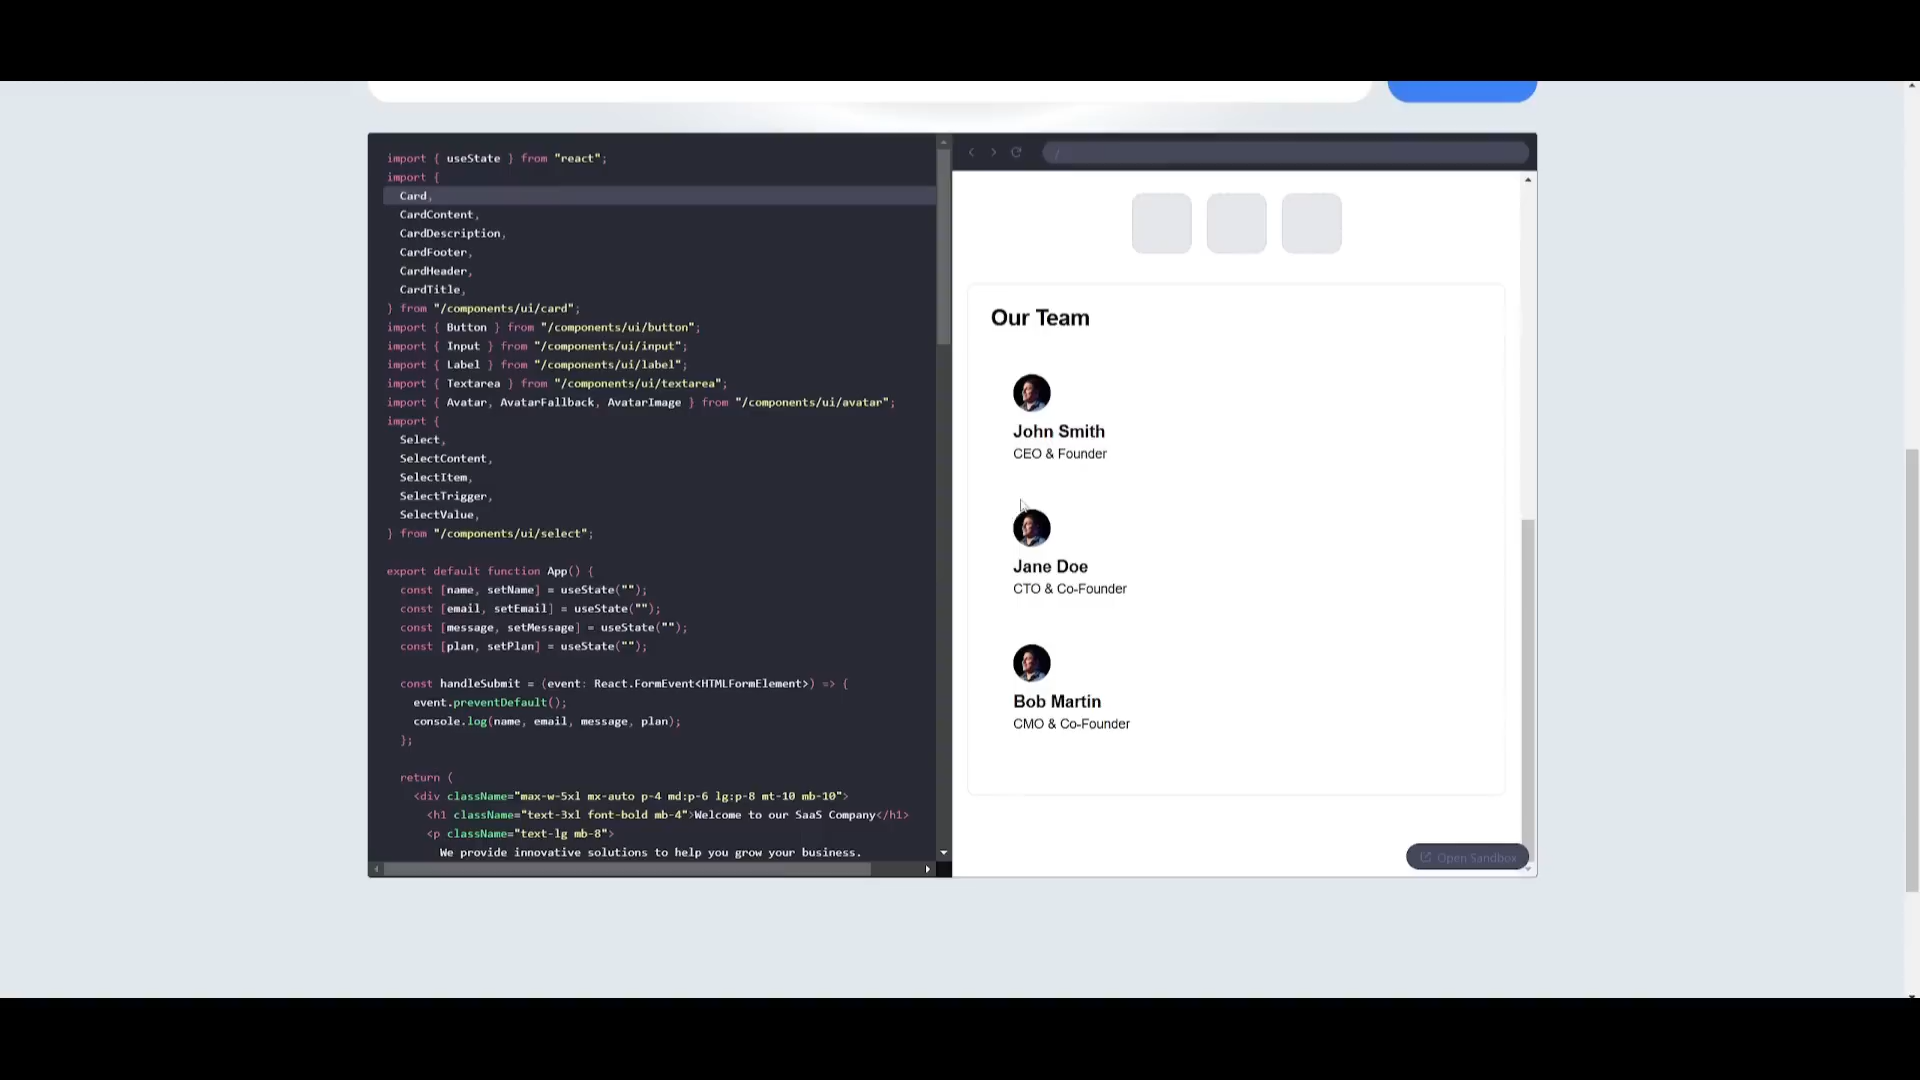 import { useState } from "react";
import {
Card,
CardContent,
CardDescription,
CardFooter,
CardHeader,
CardTitle,
} from "/components/ui/card";
import { Button } from "/components/ui/button";
import { Input } from "/components/ui/input";
import { Label } from "/components/ui/label";
import { Textarea } from "/components/ui/textarea";
import { Avatar, AvatarFallback, AvatarImage } from "/components/ui/avatar";
import {
Select,
SelectContent,
SelectItem,
SelectTrigger,
SelectValue,
} from "/components/ui/select";
export default function App() {
const [name, setName] = useState("");
const [email, setEmail] = useState("");
const [message, setMessage] = useState("");
const [plan, setPlan] = useState("");
const handleSubmit = (event: React.FormEvent<HTMLFormElement>) => {
event.preventDefault();
console.log(name, email, message, plan);
};
return (
<div className="max-w-5xl mx-auto p-4 md:p-6 lg:p-8 mt-10 mb-10">
<h1 className="text-3xl font-bold mb-4">Welcome to our SaaS Company</h1>
<p className="text-lg mb-8">
We provide innovative solutions to help you grow your business.
/
Our Team
John Smith
CEO & Founder
Jane Doe
CTO & Co-Founder
Bob Martin
CMO & Co-Founder
Open Sandbox